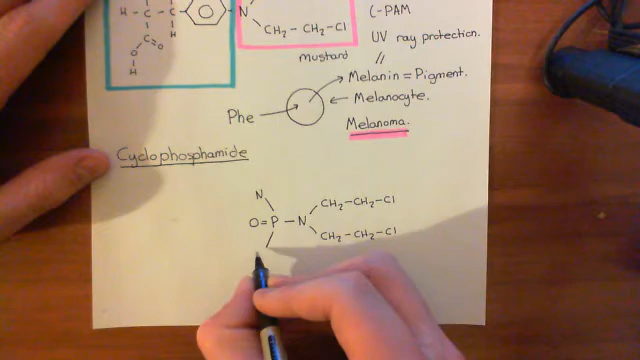 H - C - C - N
CH₂ - CH₂-Cl
H
C
O
O
H
mustard
L-PAM
UV ray protection.
//
Melanin = Pigment.
Phe
Melanocyte.
Melanoma.
Cyclophosphamide
N
CH₂-CH₂-Cl
O=P-N
CH₂-CH₂-Cl